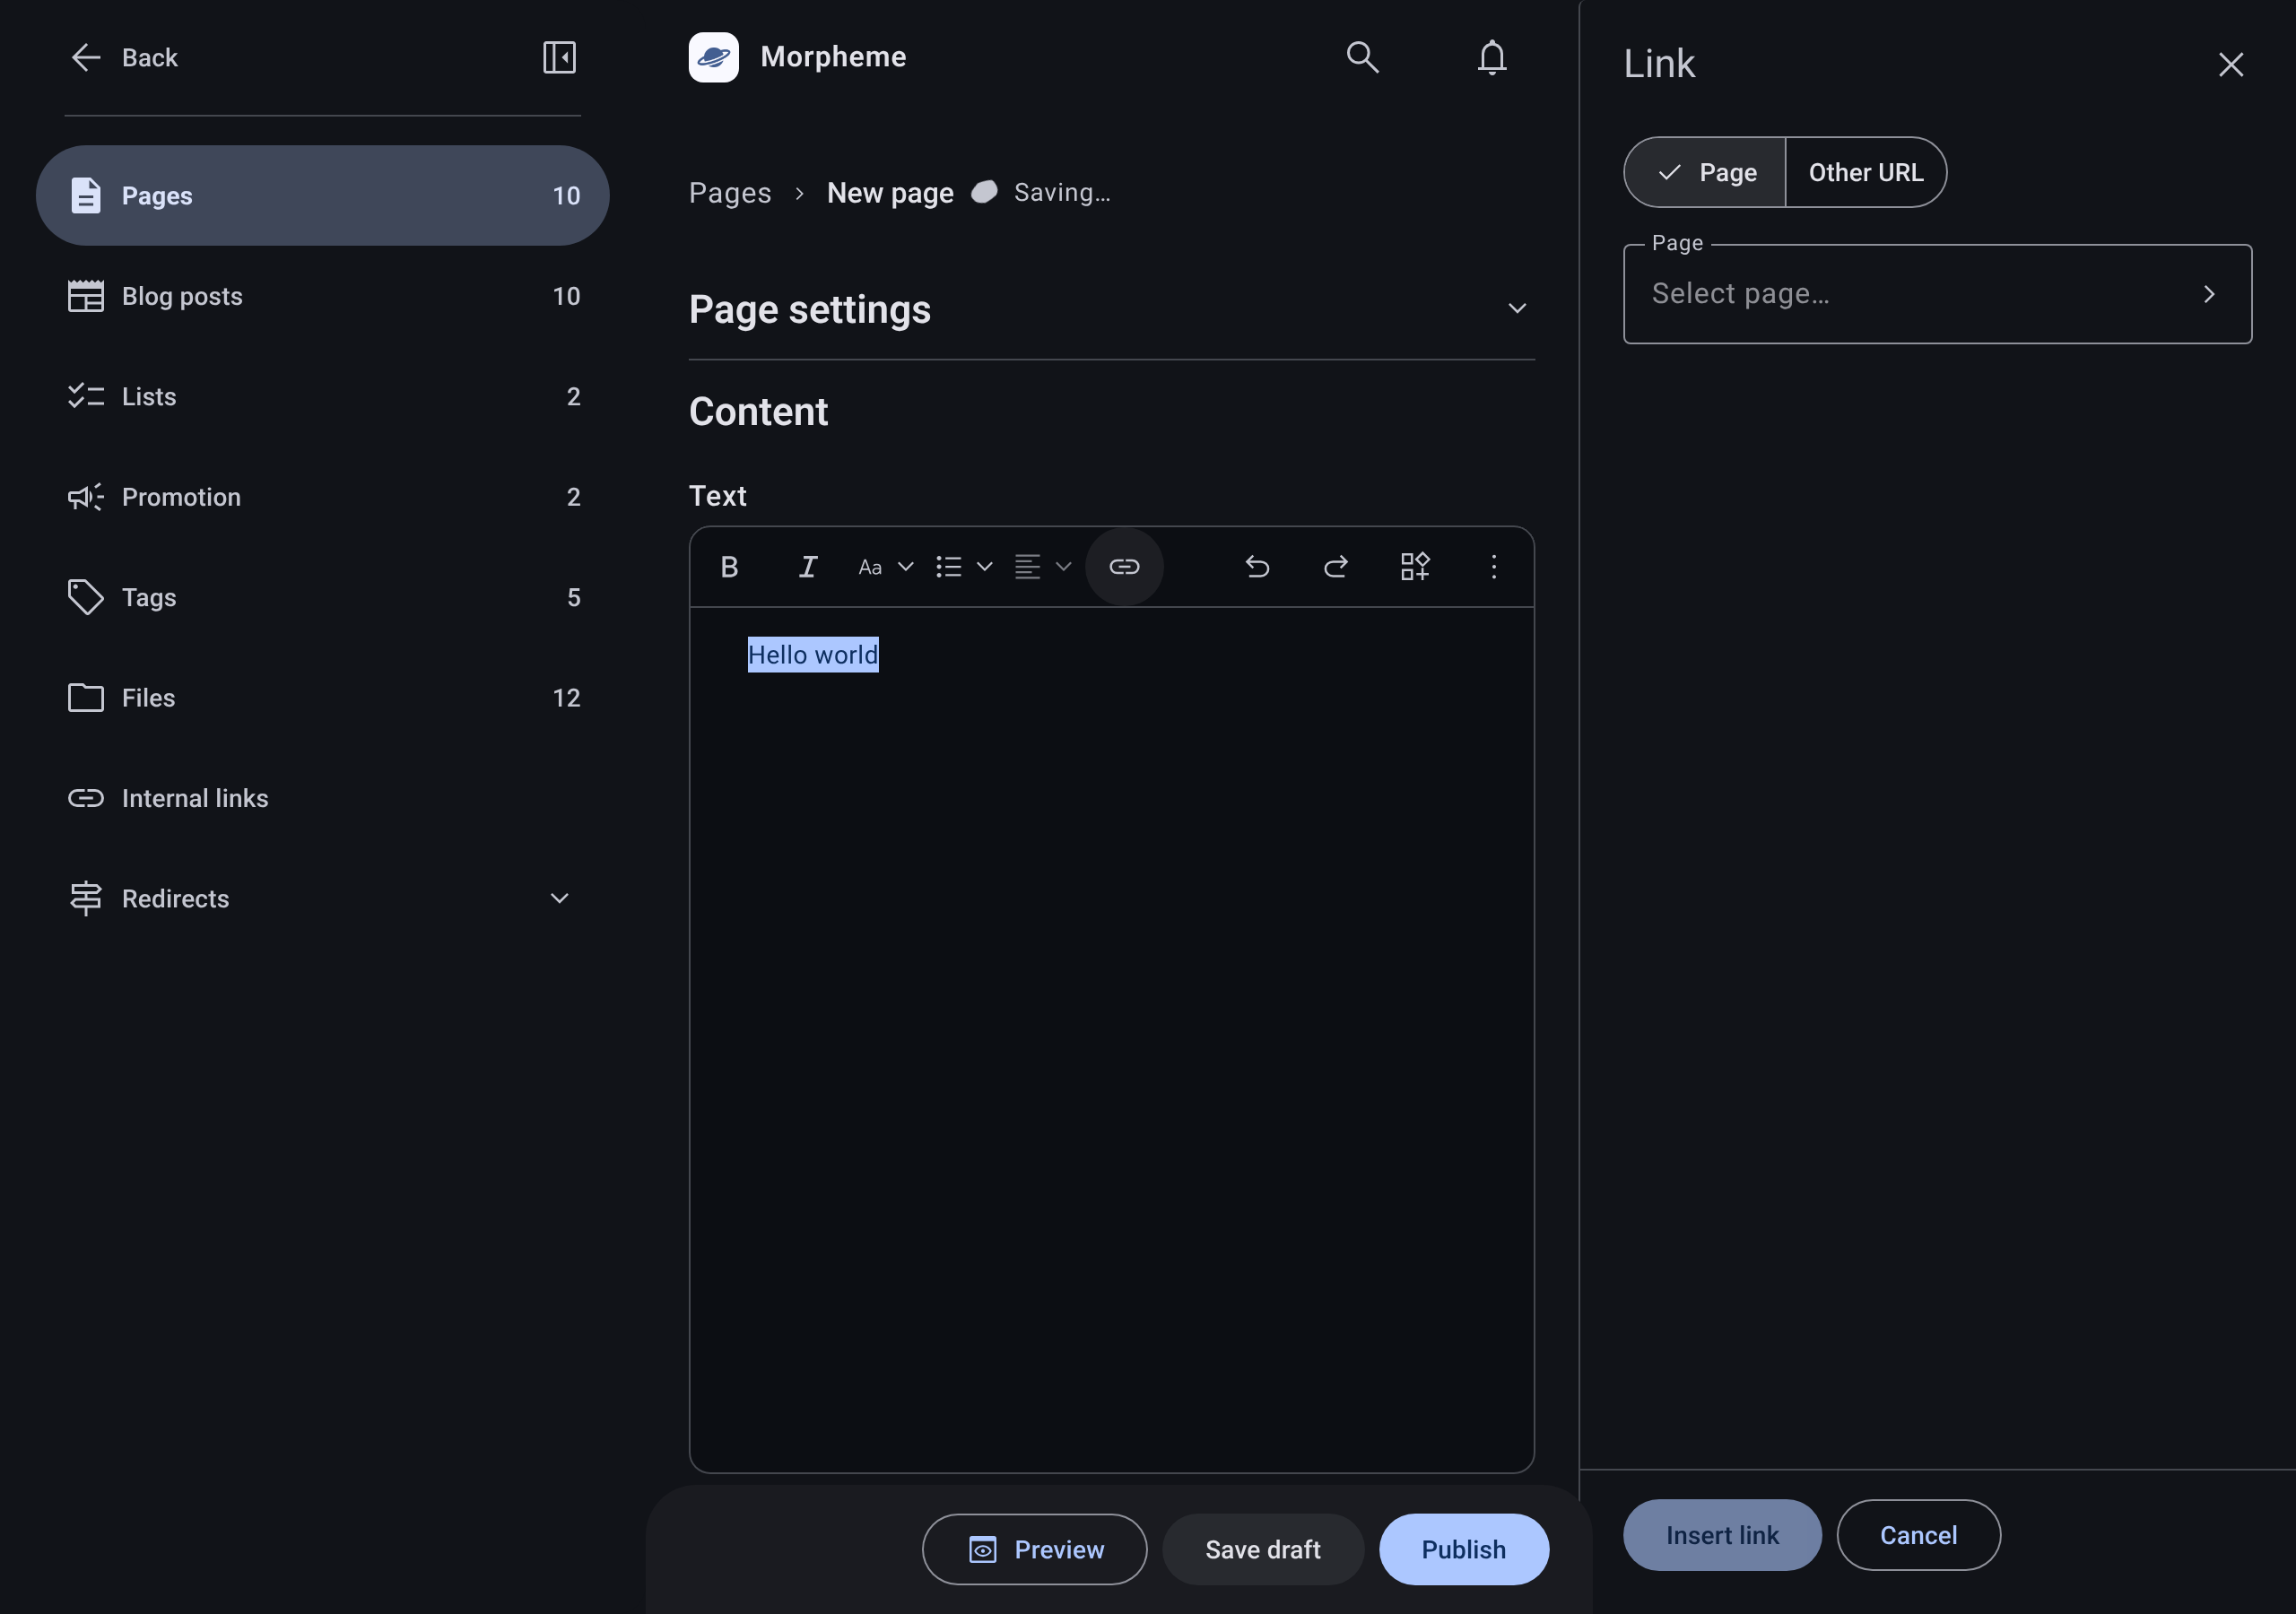 Back
Pages 10
Blog posts 10
Lists 2
Promotion 2
Tags 5
Files 12
Internal links
Redirects
Morpheme
Pages > New page Saving…
Page settings
Content
Text
B I Aa
Hello world
Preview Save draft Publish
Link
Page Other URL
Page
Select page…
Insert link Cancel